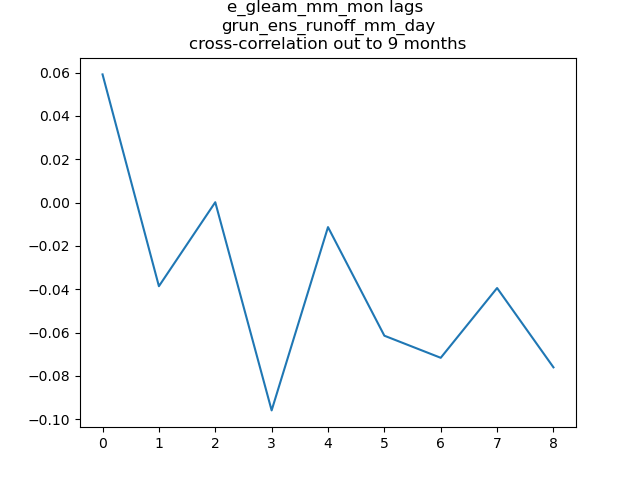 e_gleam_mm_mon lags
grun_ens_runoff_mm_day
cross-correlation out to 9 months
0.06
0.04
0.02
0.00
−0.02
−0.04
−0.06
−0.08
−0.10
0 1 2 3 4 5 6 7 8